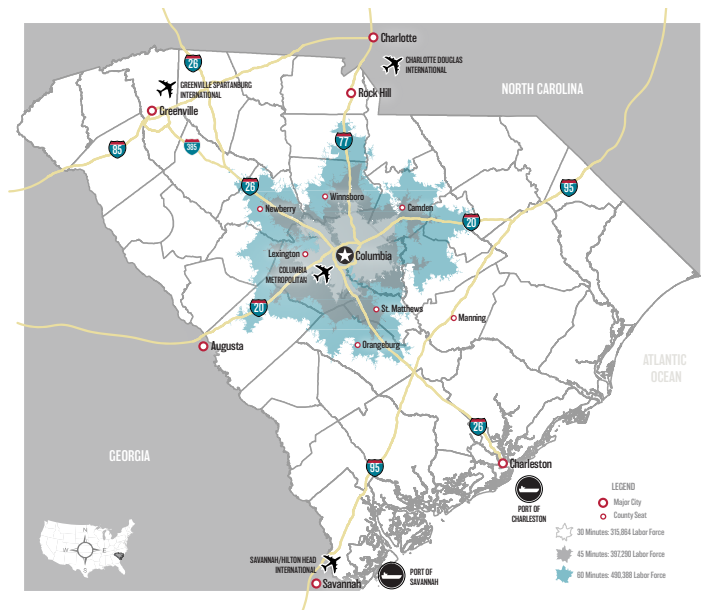 Charlotte
CHARLOTTE DOUGLAS
INTERNATIONAL
26
GREENVILLE SPARTANBURG
INTERNATIONAL
Rock Hill
NORTH CAROLINA
Greenville
77
85
385
26
95
Winnsboro
Newberry
Camden
20
Lexington
Columbia
COLUMBIA
METROPOLITAN
20
St. Matthews
Manning
Augusta
Orangeburg
ATLANTIC
OCEAN
26
GEORGIA
95
Charleston
LEGEND
Major City
County Seat
PORT OF
CHARLESTON
30 Minutes: 315,864 Labor Force
45 Minutes: 397,290 Labor Force
60 Minutes: 490,388 Labor Force
N
W
E
S
SAVANNAH/HILTON HEAD
INTERNATIONAL
PORT OF
SAVANNAH
Savannah